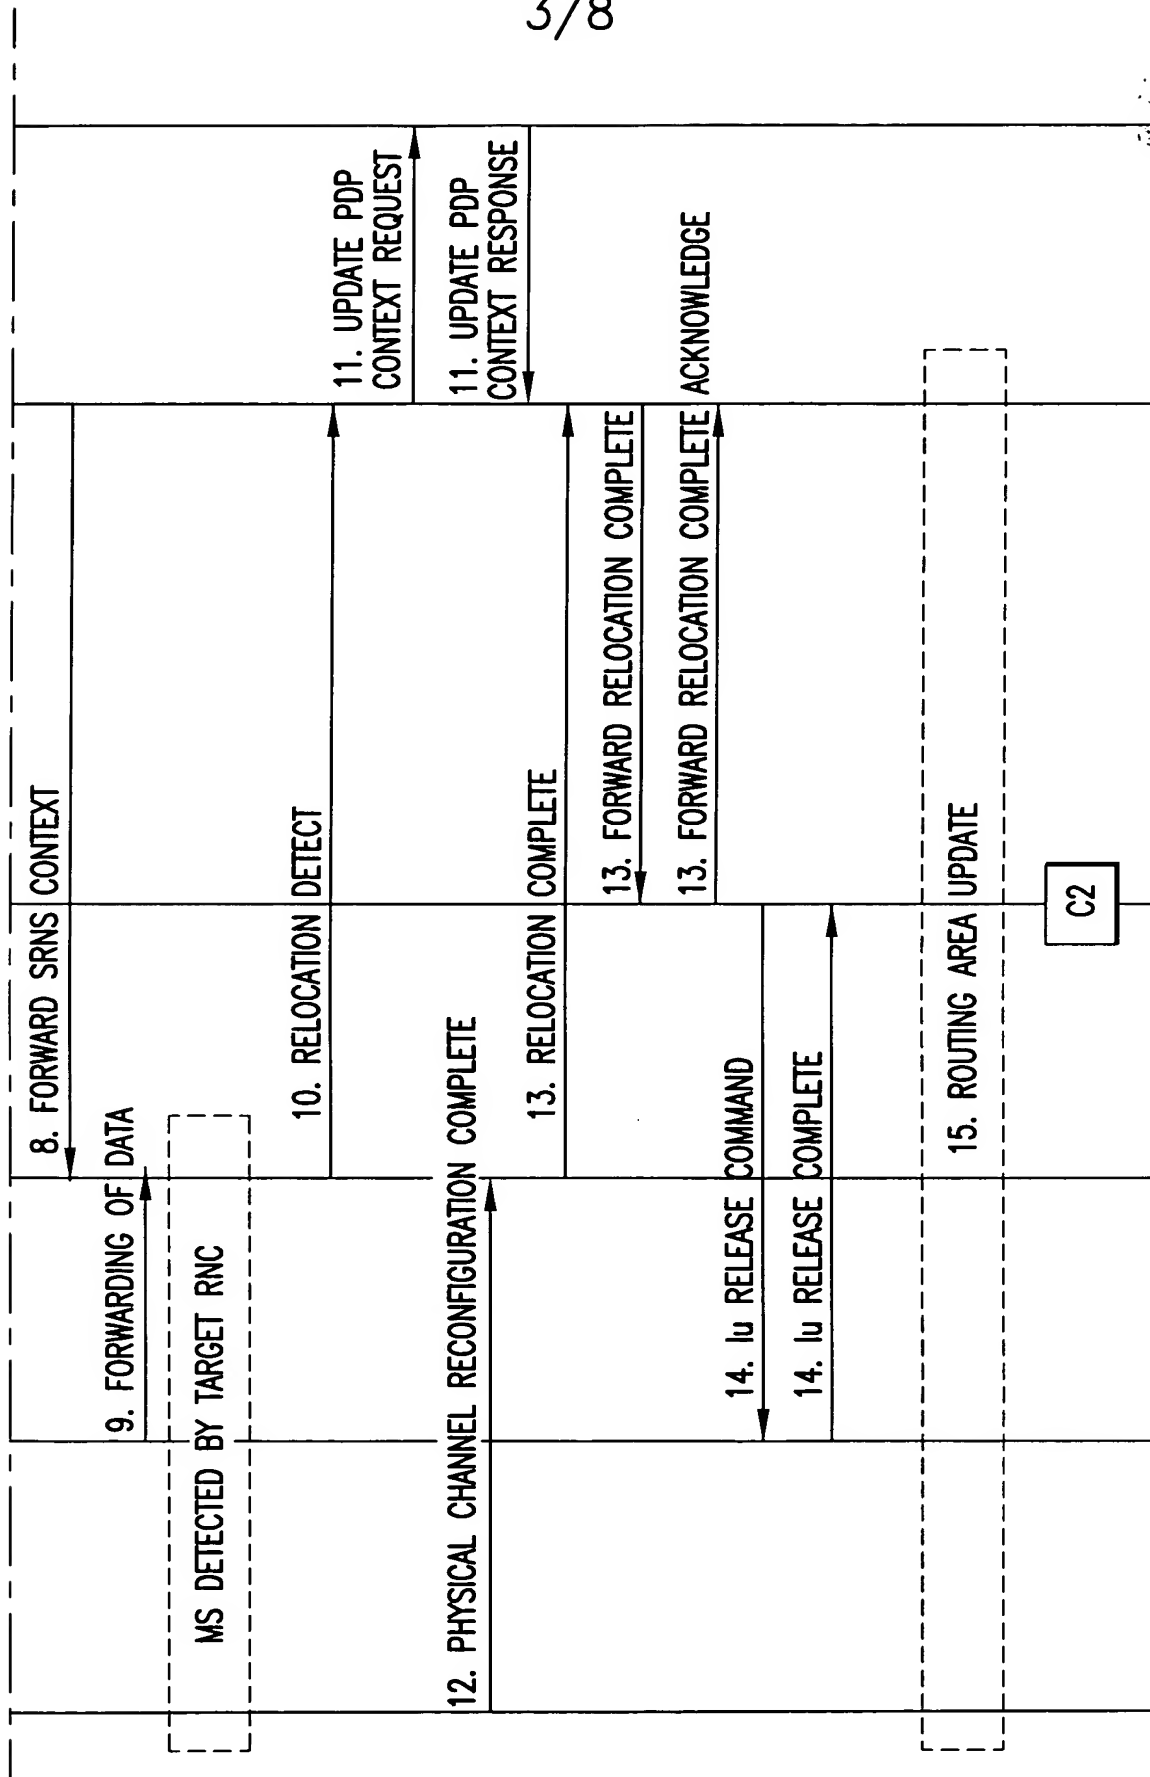 3/8
8. FORWARD SRNS CONTEXT
9. FORWARDING OF DATA
MS DETECTED BY TARGET RNC
10. RELOCATION DETECT
11. UPDATE PDP
CONTEXT REQUEST
11. UPDATE PDP
CONTEXT RESPONSE
12. PHYSICAL CHANNEL RECONFIGURATION COMPLETE
13. RELOCATION COMPLETE
13. FORWARD RELOCATION COMPLETE
13. FORWARD RELOCATION COMPLETE ACKNOWLEDGE
14. Iu RELEASE COMMAND
14. Iu RELEASE COMPLETE
15. ROUTING AREA UPDATE
C2